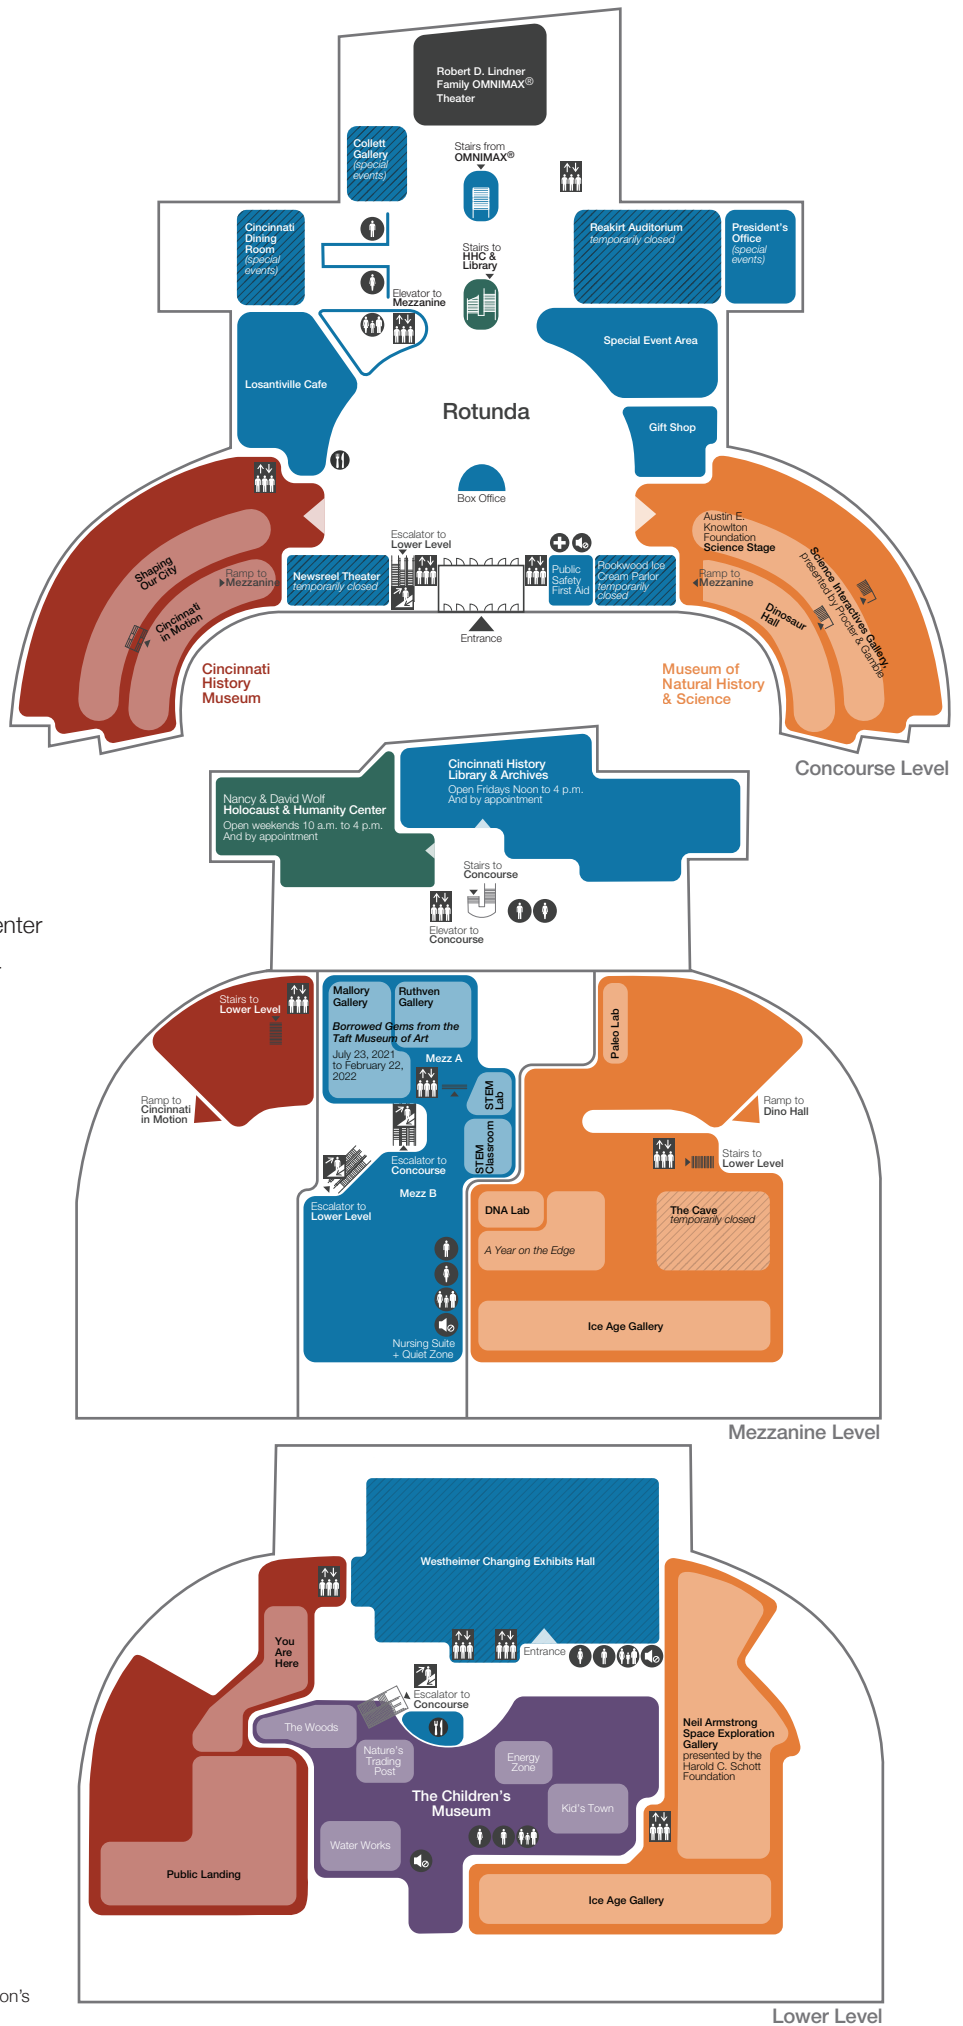 Robert D. Lindner
Family OMNIMAX®
Theater
Collett
Gallery
(special
events)
Stairs from
OMNIMAX®
Cincinnati
Dining
Room
(special
events)
Reakirt Auditorium
temporarily closed
President's
Office
(special
events)
Stairs to
HHC &
Library
Elevator to
Mezzanine
Special Event Area
Losantiville Cafe
Rotunda
Gift Shop
Box Office
Austin E.
Knowlton
Foundation
Science Stage
Science Interactives Gallery,
presented by Procter & Gamble
Shaping
Our City
Ramp to
Mezzanine
Cincinnati
in Motion
Newsreel Theater
temporarily closed
Escalator to
Lower Level
Public
Safety
First Aid
Rookwood Ice
Cream Parlor
temporarily
closed
Ramp to
Mezzanine
Dinosaur
Hall
Entrance
Cincinnati
History
Museum
Museum of
Natural History
& Science
Concourse Level
Nancy & David Wolf
Holocaust & Humanity Center
Open weekends 10 a.m. to 4 p.m.
And by appointment
Cincinnati History
Library & Archives
Open Fridays Noon to 4 p.m.
And by appointment
Stairs to
Concourse
Elevator to
Concourse
enter
Stairs to
Lower Level
Mallory
Gallery
Ruthven
Gallery
Borrowed Gems from the
Taft Museum of Art
July 23, 2021
to February 22,
2022
Mezz A
Paleo Lab
STEM
Lab
STEM
Classroom
Ramp to
Cincinnati
in Motion
Ramp to
Dino Hall
Escalator to
Concourse
Mezz B
Escalator to
Lower Level
Stairs to
Lower Level
DNA Lab
A Year on the Edge
The Cave
temporarily closed
Ice Age Gallery
Nursing Suite
+ Quiet Zone
Mezzanine Level
Westheimer Changing Exhibits Hall
Entrance
You
Are
Here
Escalator to
Concourse
The Woods
Nature's
Trading
Post
Energy
Zone
Neil Armstrong
Space Exploration
Gallery
presented by the
Harold C. Schott
Foundation
The Children's
Museum
Kid's Town
Water Works
Public Landing
Ice Age Gallery
on's
Lower Level